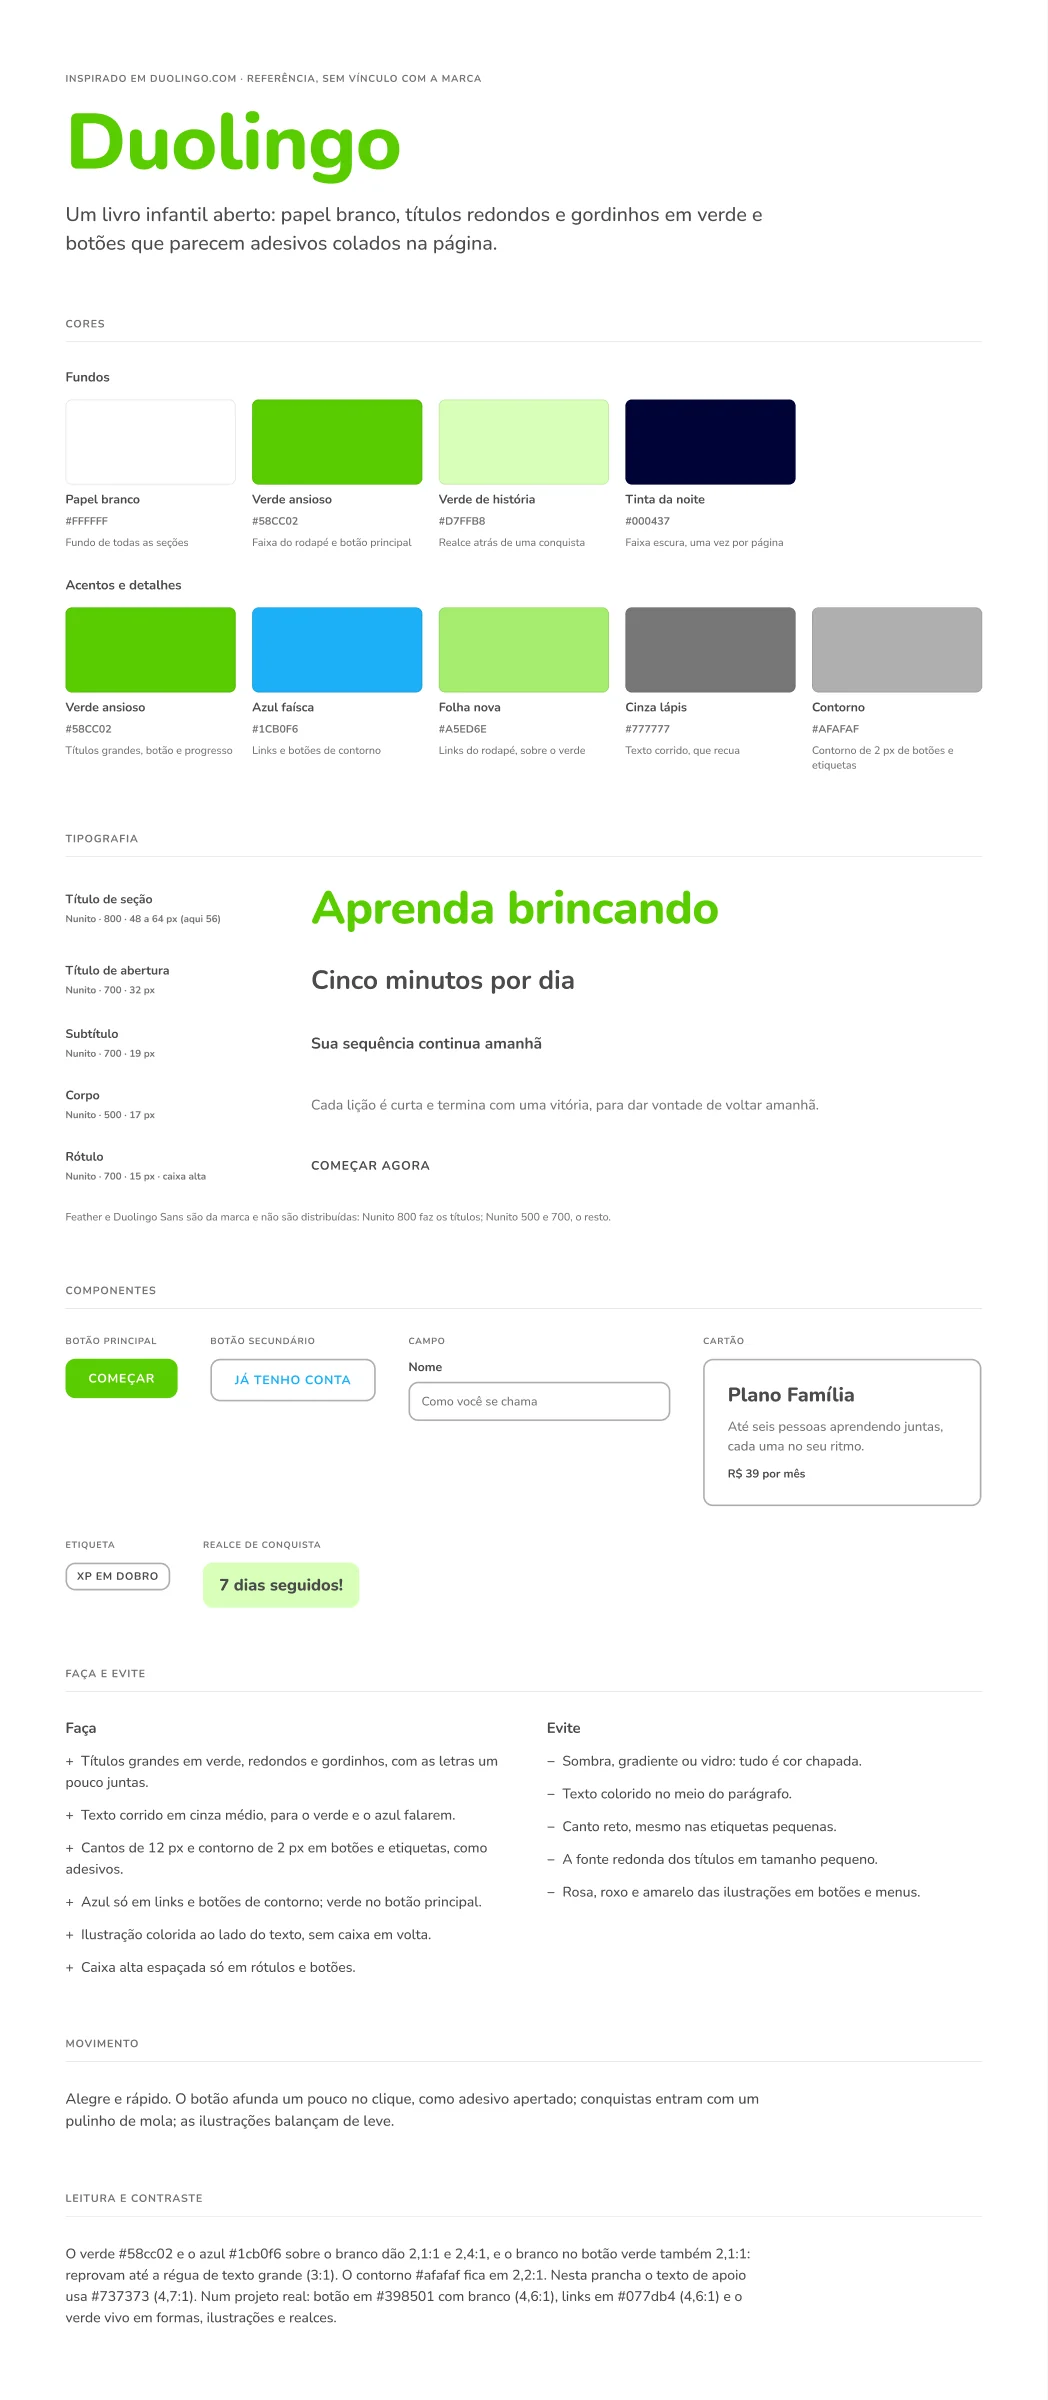 INSPIRADO EM DUOLINGO.COM · REFERÊNCIA, SEM VÍNCULO COM A MARCA
Duolingo
Um livro infantil aberto: papel branco, títulos redondos e gordinhos em verde e
botões que parecem adesivos colados na página.
CORES
Fundos
Papel branco
#FFFFFF
Fundo de todas as seções
Verde ansioso
#58CC02
Faixa do rodapé e botão principal
Verde de história
#D7FFB8
Realce atrás de uma conquista
Tinta da noite
#000437
Faixa escura, uma vez por página
Acentos e detalhes
Verde ansioso
#58CC02
Títulos grandes, botão e progresso
Azul faísca
#1CB0F6
Links e botões de contorno
Folha nova
#A5ED6E
Links do rodapé, sobre o verde
Cinza lápis
#777777
Texto corrido, que recua
Contorno
#AFAFAF
Contorno de 2 px de botões e
etiquetas
TIPOGRAFIA
Título de seção
Nunito · 800 · 48 a 64 px (aqui 56)
Aprenda brincando
Título de abertura
Nunito · 700 · 32 px
Cinco minutos por dia
Subtítulo
Nunito · 700 · 19 px
Sua sequência continua amanhã
Corpo
Nunito · 500 · 17 px
Cada lição é curta e termina com uma vitória, para dar vontade de voltar amanhã.
Rótulo
Nunito · 700 · 15 px · caixa alta
COMEÇAR AGORA
Feather e Duolingo Sans são da marca e não são distribuídas: Nunito 800 faz os títulos; Nunito 500 e 700, o resto.
COMPONENTES
BOTÃO PRINCIPAL
COMEÇAR
BOTÃO SECUNDÁRIO
JÁ TENHO CONTA
CAMPO
Nome
Como você se chama
CARTÃO
Plano Família
Até seis pessoas aprendendo juntas,
cada uma no seu ritmo.
R$ 39 por mês
ETIQUETA
XP EM DOBRO
REALCE DE CONQUISTA
7 dias seguidos!
FAÇA E EVITE
Faça
+ Títulos grandes em verde, redondos e gordinhos, com as letras um
pouco juntas.
+ Texto corrido em cinza médio, para o verde e o azul falarem.
+ Cantos de 12 px e contorno de 2 px em botões e etiquetas, como
adesivos.
+ Azul só em links e botões de contorno; verde no botão principal.
+ Ilustração colorida ao lado do texto, sem caixa em volta.
+ Caixa alta espaçada só em rótulos e botões.
Evite
– Sombra, gradiente ou vidro: tudo é cor chapada.
– Texto colorido no meio do parágrafo.
– Canto reto, mesmo nas etiquetas pequenas.
– A fonte redonda dos títulos em tamanho pequeno.
– Rosa, roxo e amarelo das ilustrações em botões e menus.
MOVIMENTO
Alegre e rápido. O botão afunda um pouco no clique, como adesivo apertado; conquistas entram com um
pulinho de mola; as ilustrações balançam de leve.
LEITURA E CONTRASTE
O verde #58cc02 e o azul #1cb0f6 sobre o branco dão 2,1:1 e 2,4:1, e o branco no botão verde também 2,1:1:
reprovam até a régua de texto grande (3:1). O contorno #afafaf fica em 2,2:1. Nesta prancha o texto de apoio
usa #737373 (4,7:1). Num projeto real: botão em #398501 com branco (4,6:1), links em #077db4 (4,6:1) e o
verde vivo em formas, ilustrações e realces.